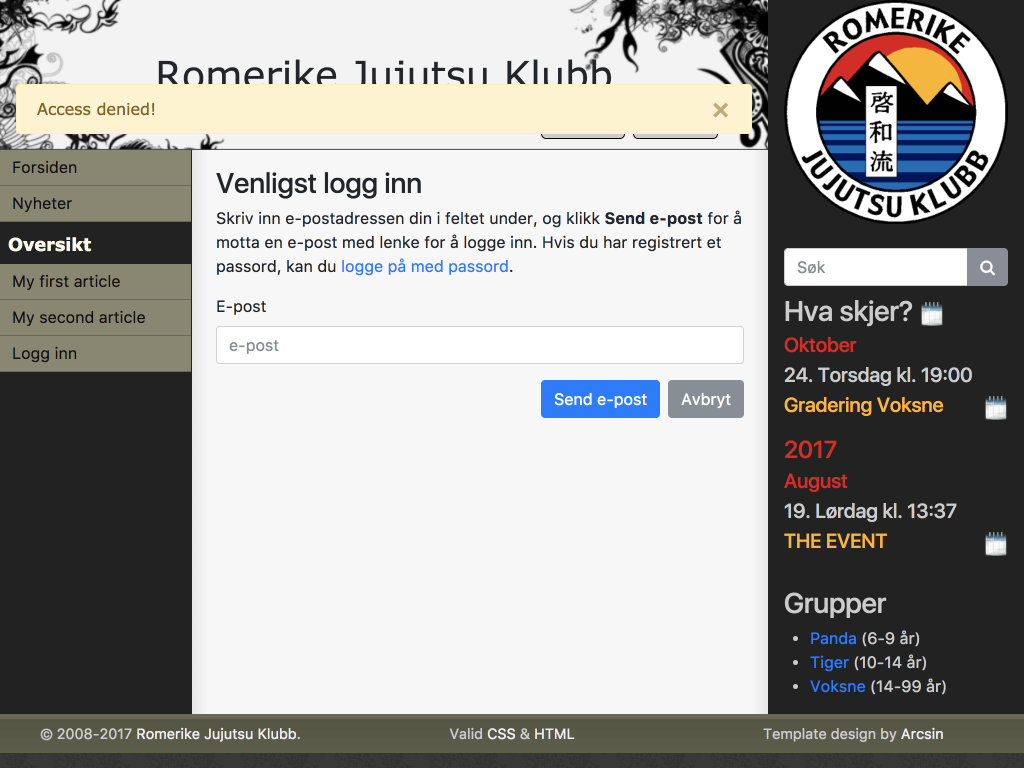 Romerike Jujutsu Klubb
Access denied!
×
Forsiden
Nyheter
Oversikt
My first article
My second article
Logg inn
Venligst logg inn
Skriv inn e-postadressen din i feltet under, og klikk Send e-post for å
motta en e-post med lenke for å logge inn. Hvis du har registrert et
passord, kan du logge på med passord.
E-post
e-post
Send e-post
Avbryt
ROMERIKE
啓
和
流
JUJUTSU KLUBB
Søk
Hva skjer?
Oktober
24. Torsdag kl. 19:00
Gradering Voksne
2017
August
19. Lørdag kl. 13:37
THE EVENT
Grupper
• Panda (6-9 år)
• Tiger (10-14 år)
• Voksne (14-99 år)
© 2008-2017 Romerike Jujutsu Klubb.
Valid CSS & HTML
Template design by Arcsin